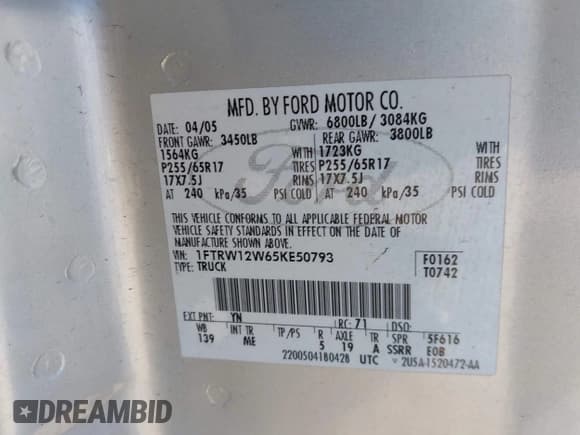 MFD. BY FORD MOTOR CO.
DATE: 04/05 GVWR: 6800LB/ 3084KG
FRONT GAWR: 3450LB REAR GAWR: 3800LB
1564KG WITH 1723KG WITH
P255/65R17 TIRES P255/65R17 TIRES
17X7.5J RIMS 17X7.5J RIMS
AT 240 kPa/35 PSI COLD AT 240 kPa/35 PSI COLD
THIS VEHICLE CONFORMS TO ALL APPLICABLE FEDERAL MOTOR
VEHICLE SAFETY STANDARDS IN EFFECT ON THE DATE OF
MANUFACTURE SHOWN ABOVE.
VIN: 1FTRW12W65KE50793 F0162
TYPE: TRUCK T0742
EXT PNT: YN RC: 71 DSO:
WB INT TR TP/PS R AXLE TR SPR 5F616
139 ME 5 19 A SSRR EOB
2200504180428 UTC 2U5A-1520472-AA
Ford
DREAMBID